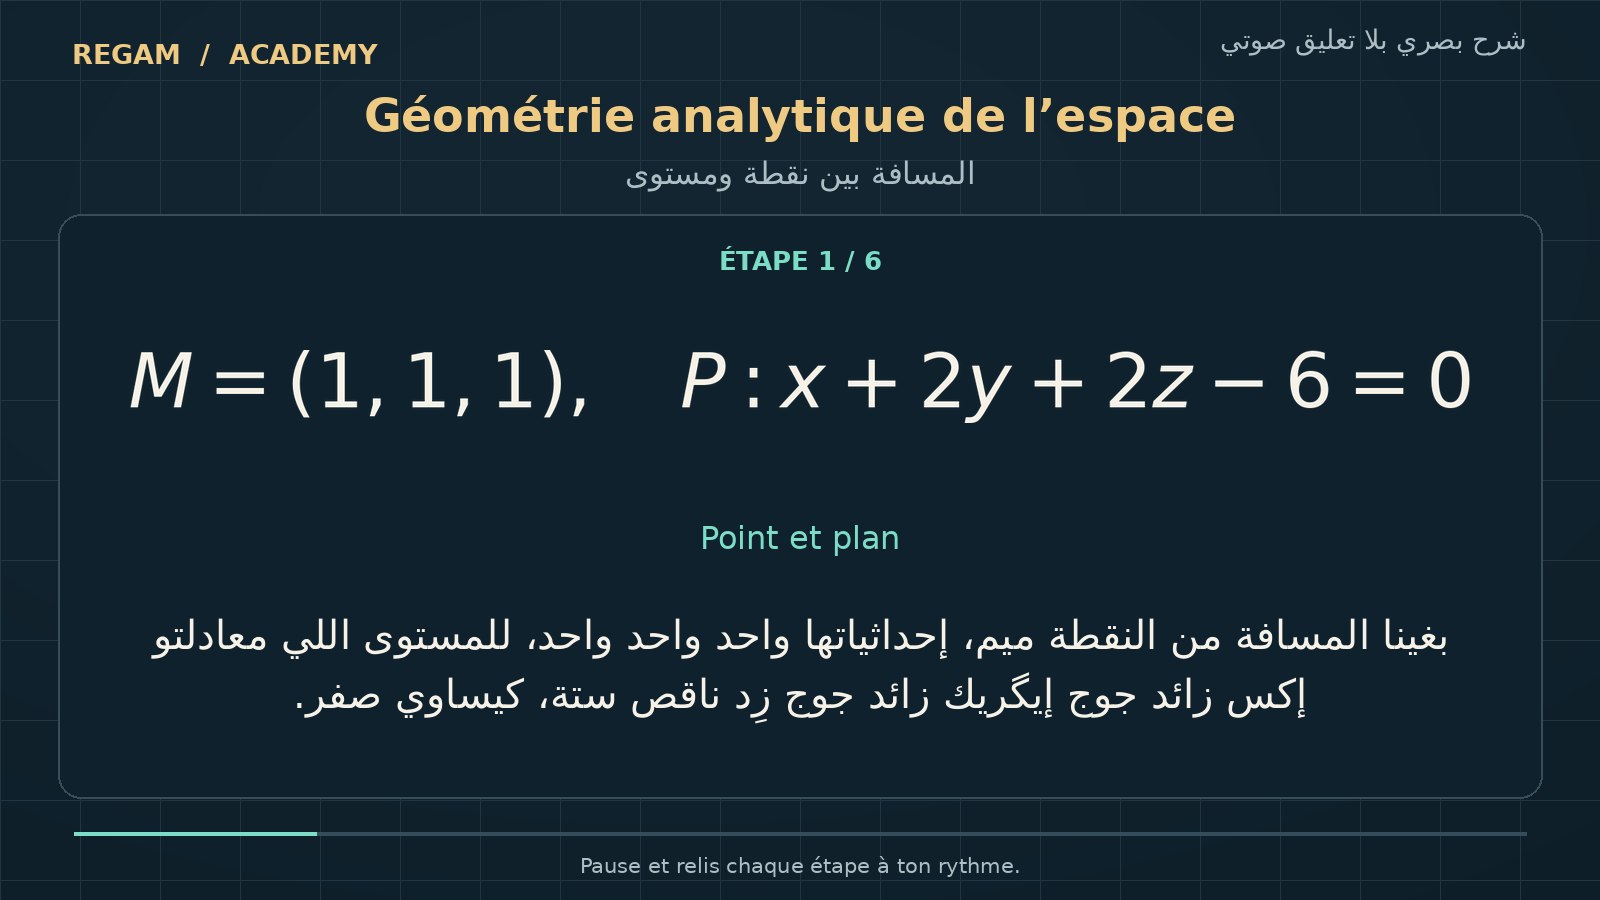 REGAM / ACADEMY
شرح بصري بلا تعليق صوتي
Géométrie analytique de l’espace
المسافة بين نقطة ومستوى
ÉTAPE 1 / 6
M = (1, 1, 1), P : x + 2y + 2z − 6 = 0
Point et plan
بغينا المسافة من النقطة ميم، إحداثياتها واحد واحد واحد، للمستوى اللي معادلتو
إكس زائد جوج إيگريك زائد جوج زِد ناقص ستة، كيساوي صفر.
Pause et relis chaque étape à ton rythme.